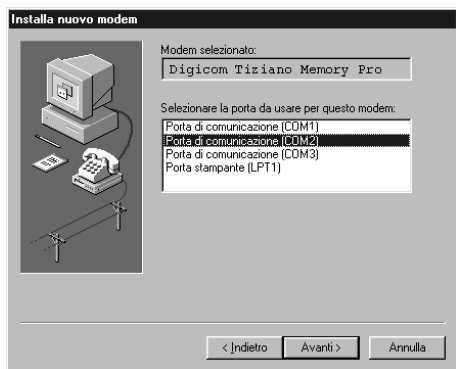 Installa nuovo modem
Modem selezionato:
Digicom Tiziano Memory Pro
Selezionare la porta da usare per questo modem:
Porta di comunicazione (COM1)
Porta di comunicazione (COM2)
Porta di comunicazione (COM3)
Porta stampante (LPT1)
< Indietro
Avanti >
Annulla